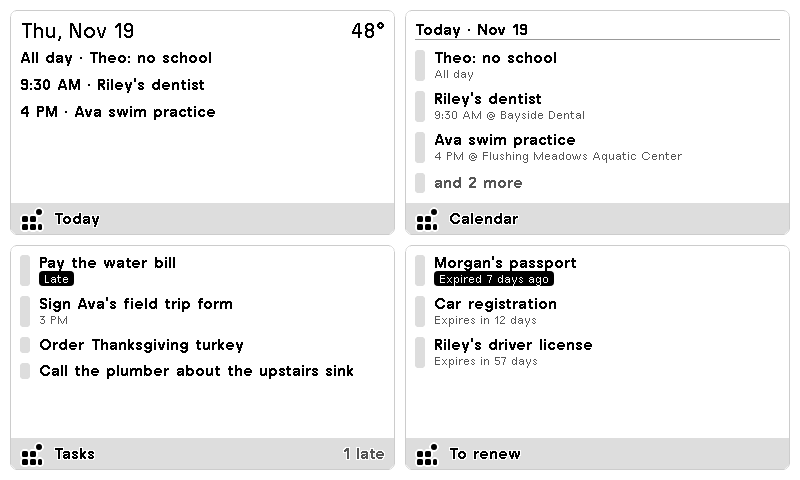 Thu, Nov 19
48°
All day · Theo: no school
9:30 AM · Riley's dentist
4 PM · Ava swim practice
Today
Today · Nov 19
Theo: no school
All day
Riley's dentist
9:30 AM @ Bayside Dental
Ava swim practice
4 PM @ Flushing Meadows Aquatic Center
and 2 more
Calendar
Pay the water bill
Late
Sign Ava's field trip form
3 PM
Order Thanksgiving turkey
Call the plumber about the upstairs sink
Tasks
1 late
Morgan's passport
Expired 7 days ago
Car registration
Expires in 12 days
Riley's driver license
Expires in 57 days
To renew